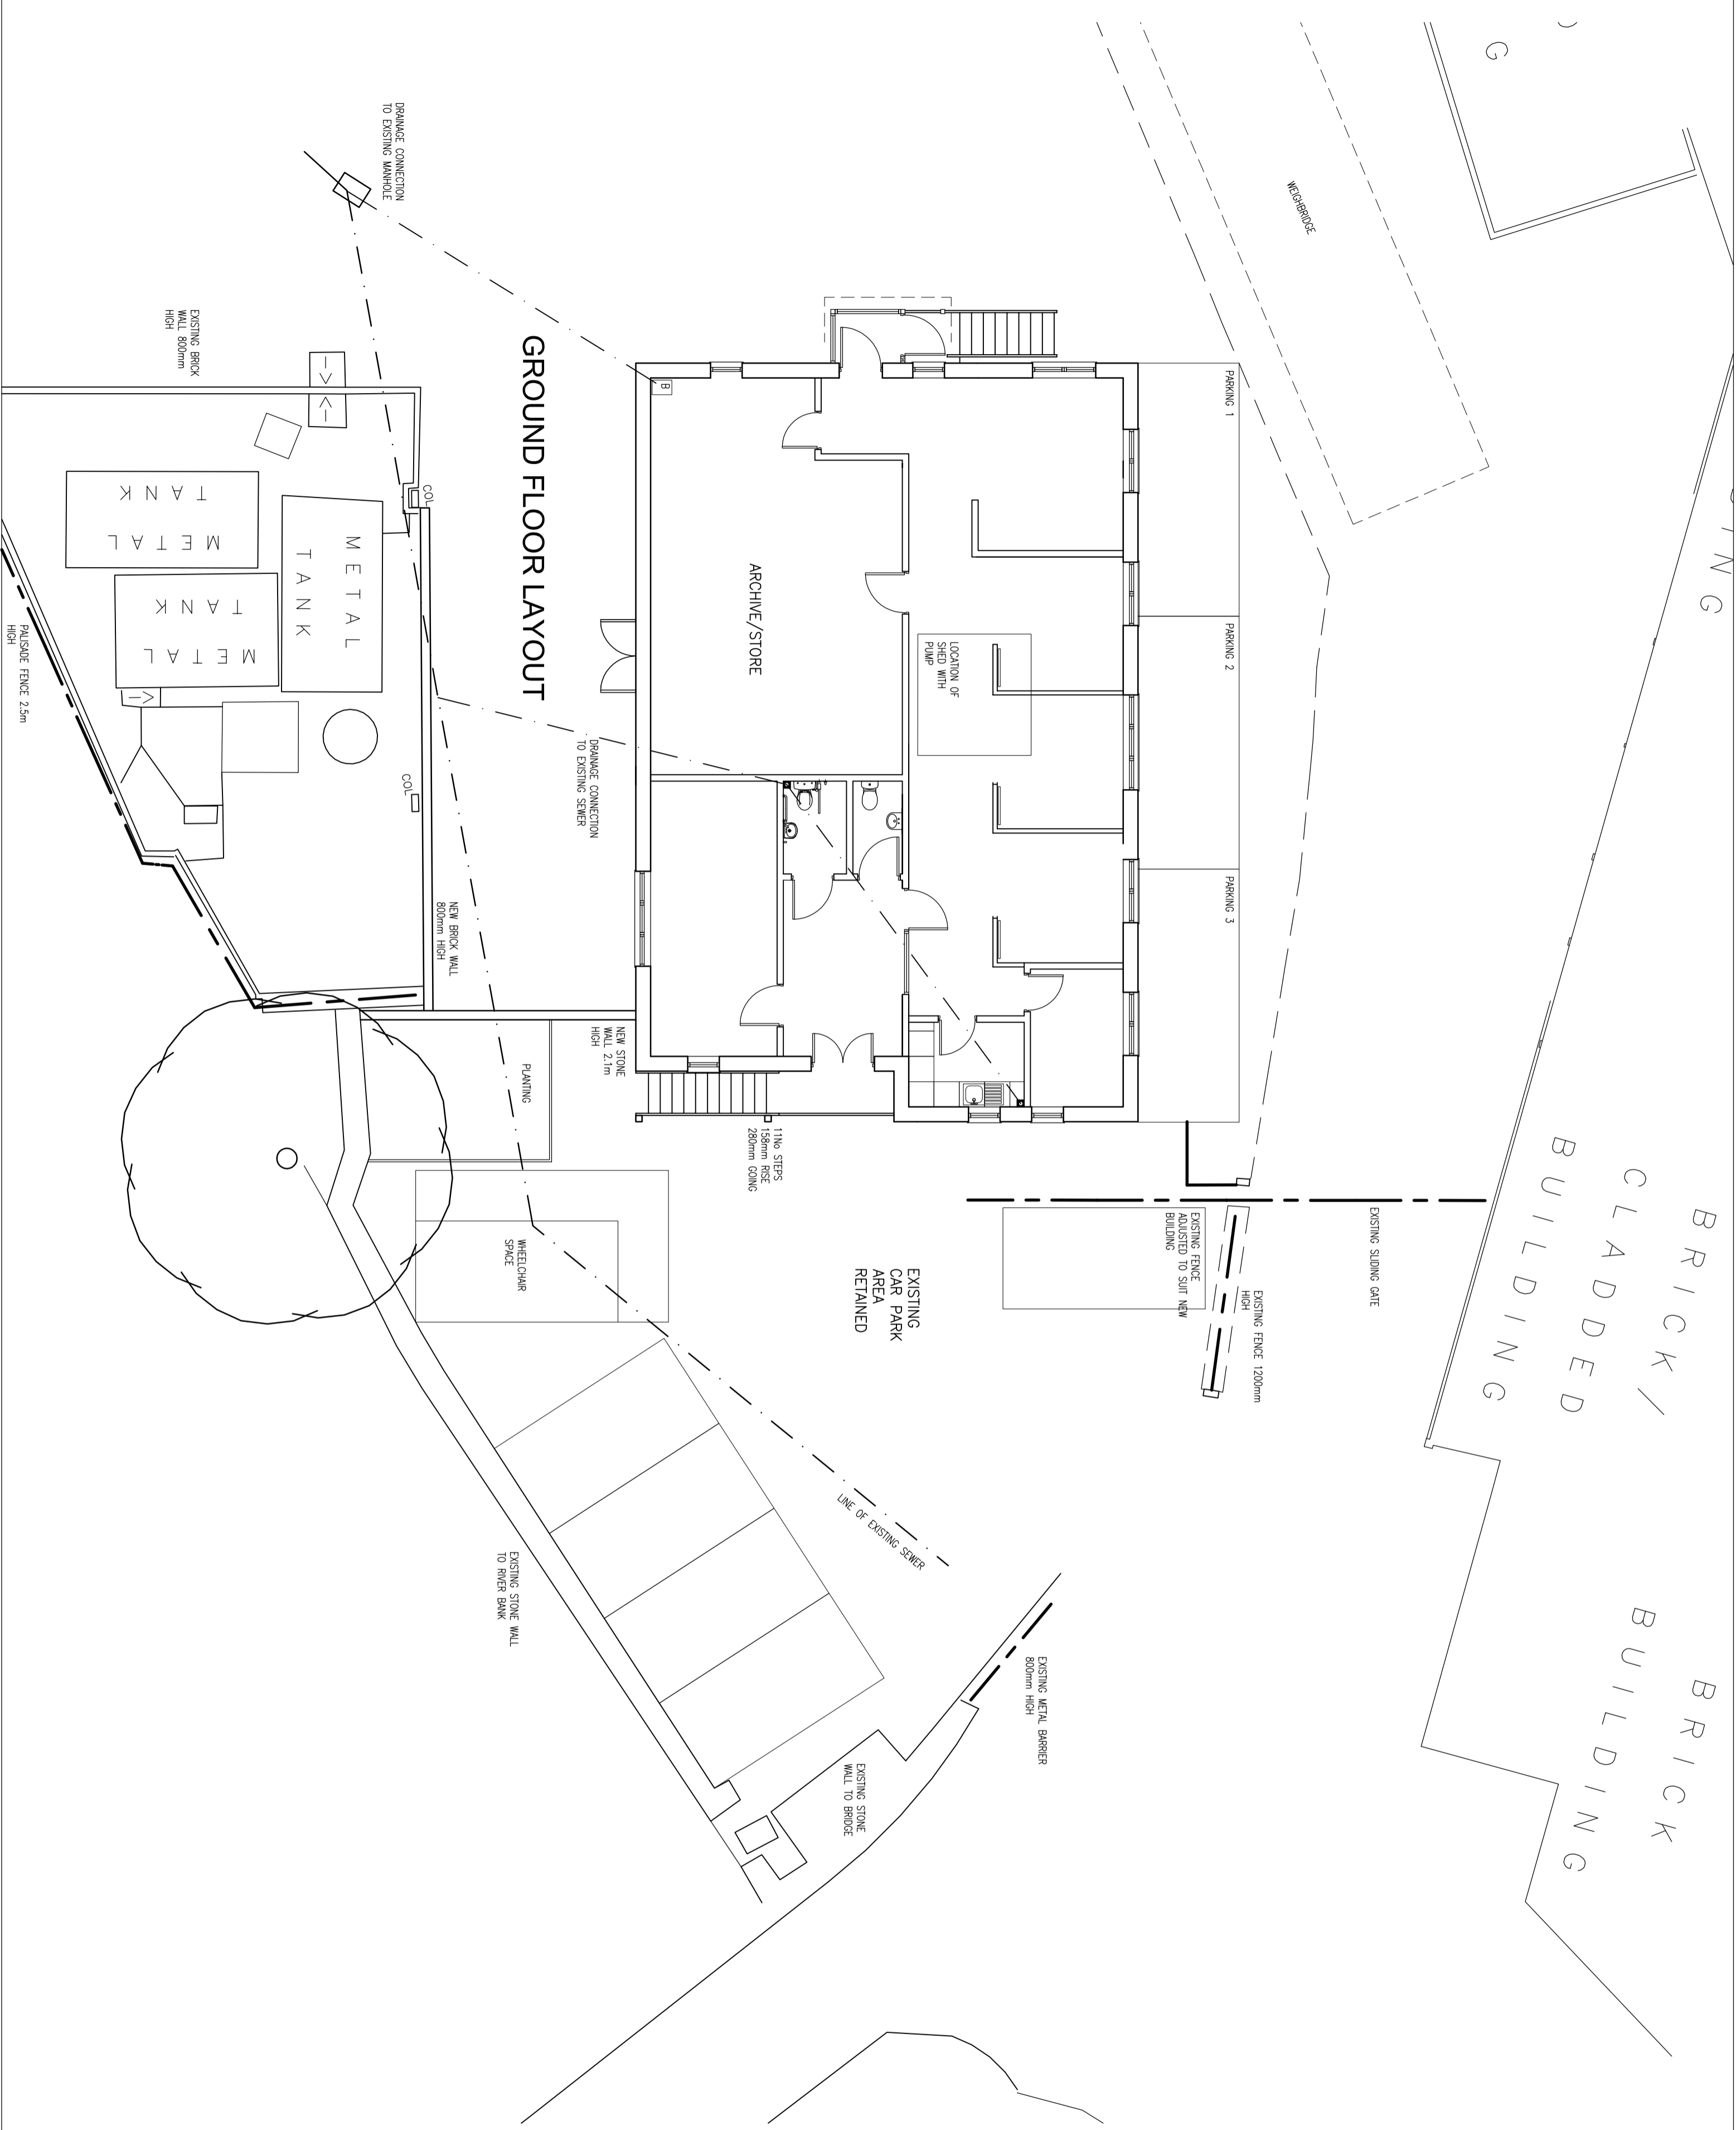 BRICK
BUILDING
BRICK/
CLADDED
BUILDING
ING
G
WEIGHBRIDGE
EXISTING SLIDING GATE
EXISTING FENCE 1200mm
HIGH
EXISTING FENCE
ADJUSTED TO SUIT NEW
BUILDING
PARKING 1
PARKING 2
PARKING 3
LOCATION OF
SHED WITH
PUMP
ARCHIVE/STORE
B
EXISTING
CAR PARK
AREA
RETAINED
EXISTING METAL BARRIER
800mm HIGH
EXISTING STONE
WALL TO BRIDGE
LINE OF EXISTING SEWER
11No STEPS
158mm RISE
280mm GOING
NEW STONE
WALL 2.1m
HIGH
DRAINAGE CONNECTION
TO EXISTING SEWER
GROUND FLOOR LAYOUT
PLANTING
WHEELCHAIR
SPACE
EXISTING STONE WALL
TO RIVER BANK
NEW BRICK WALL
800mm HIGH
DRAINAGE CONNECTION
TO EXISTING MANHOLE
COL
COL
METAL
TANK
METAL
TANK
METAL
TANK
EXISTING BRICK
WALL 800mm
HIGH
PALISADE FENCE 2.5m
HIGH